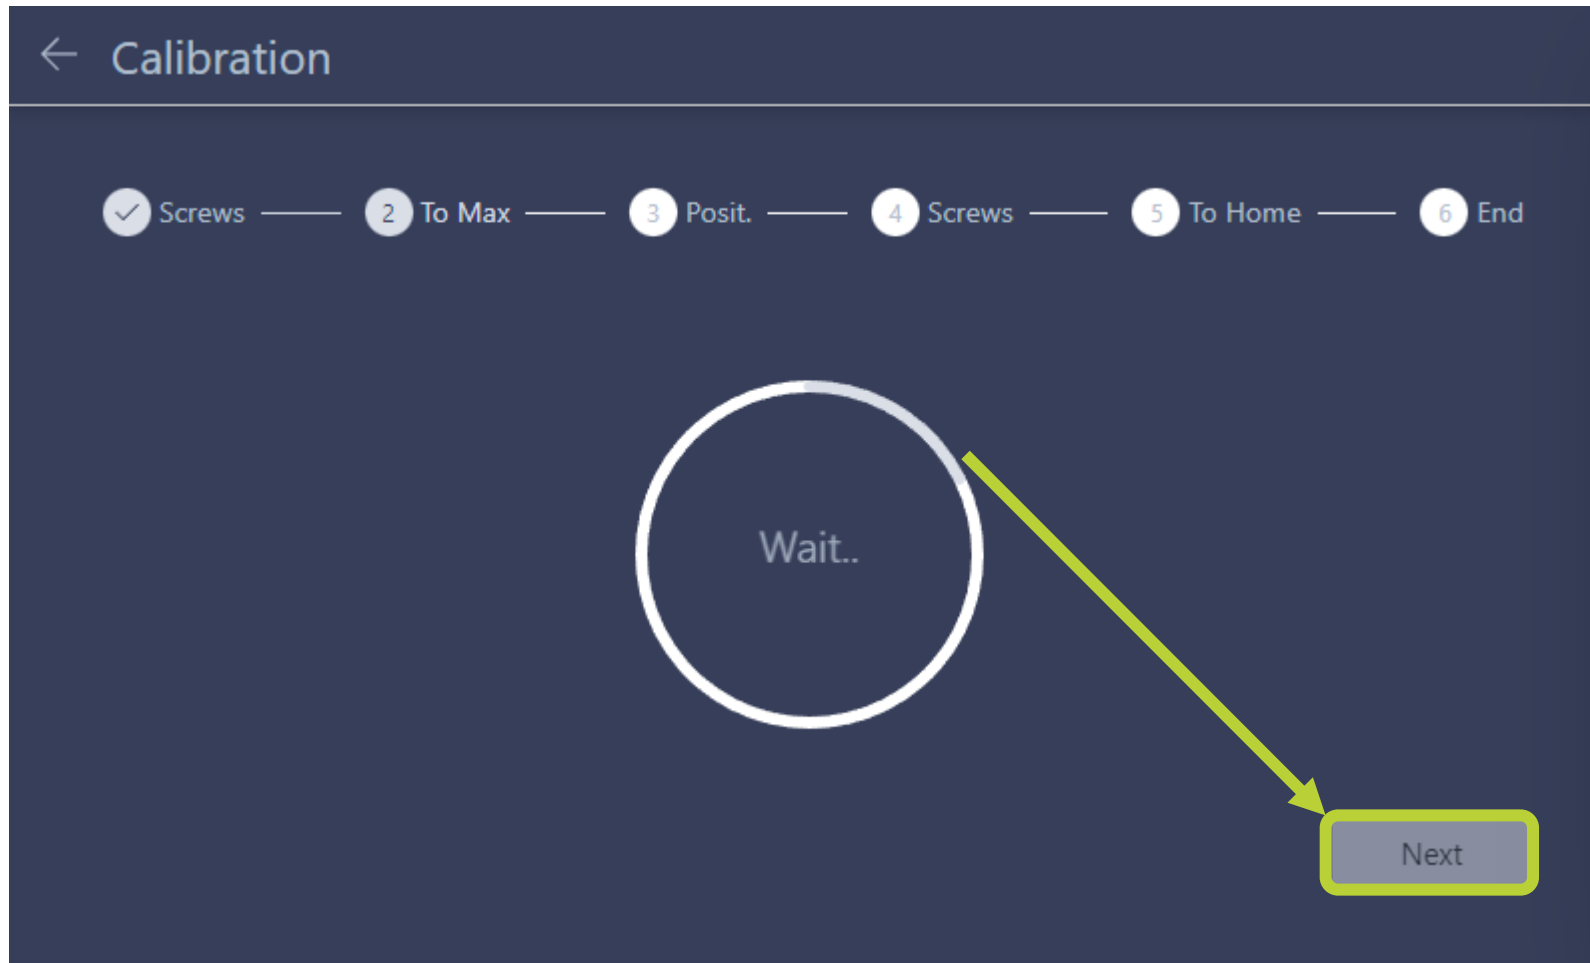 Calibration
Screws 2 To Max 3 Posit. 4 Screws 5 To Home 6 End
Wait..
Next